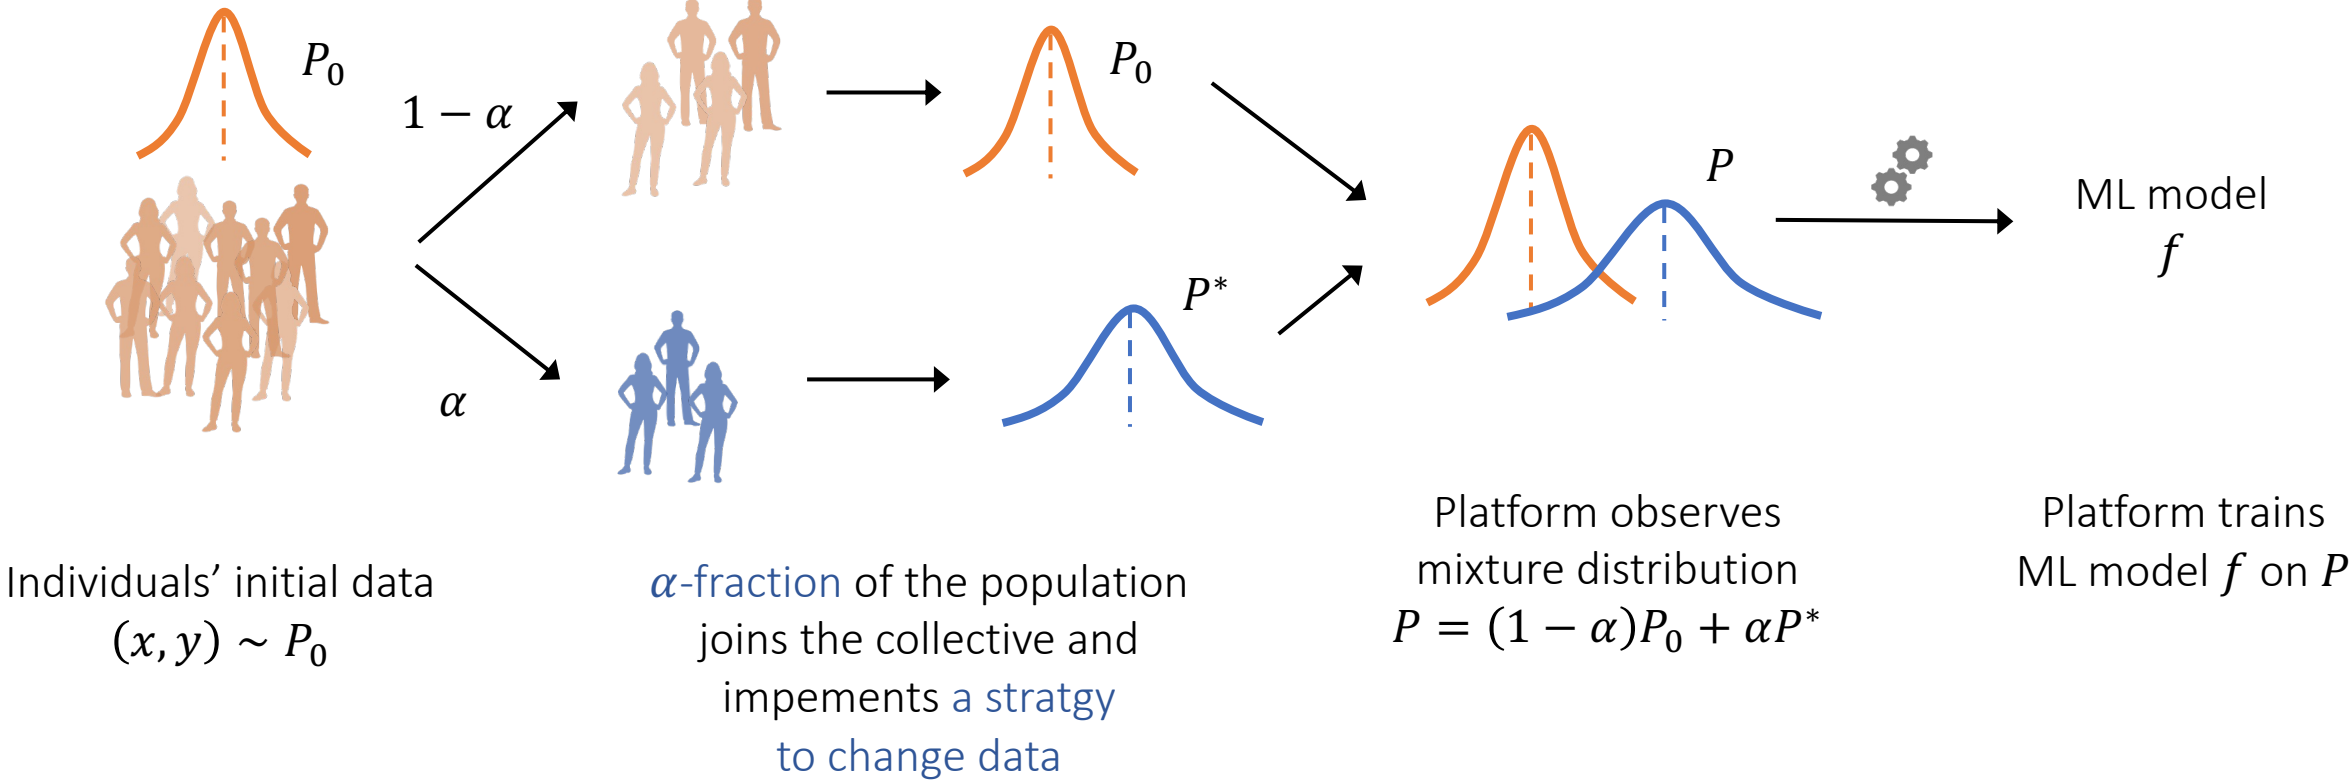 P₀
1 − α
α
P₀
P*
P
ML model
f
Individuals’ initial data
(x, y) ~ P₀
α-fraction of the population
joins the collective and
impements a stratgy
to change data
Platform observes
mixture distribution
P = (1 − α)P₀ + αP*
Platform trains
ML model f on P